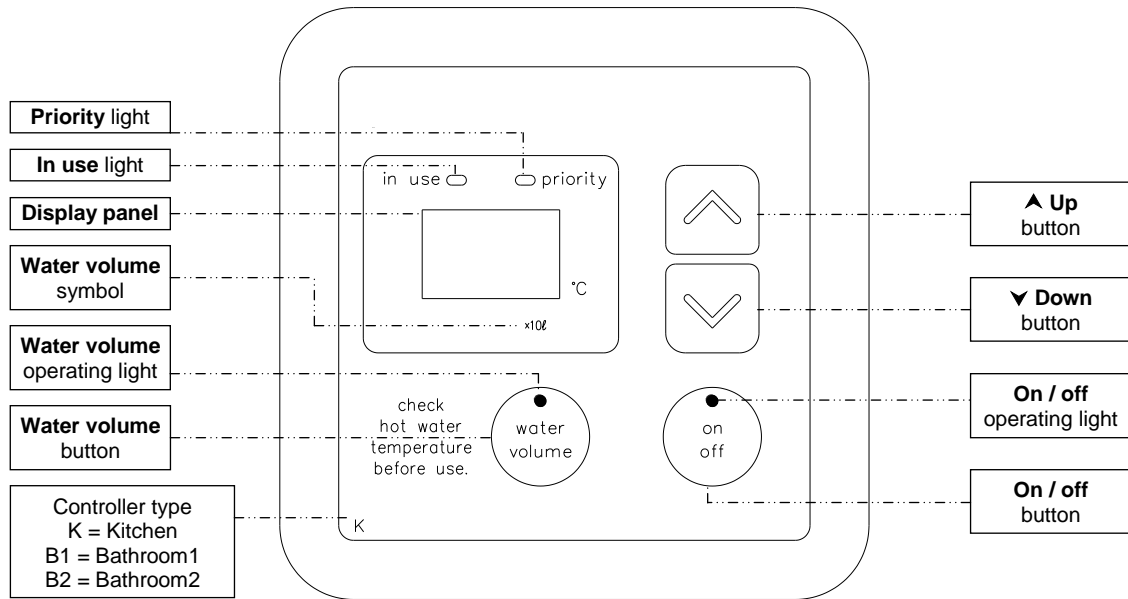 Priority light
In use light
Display panel
Water volume
symbol
Water volume
operating light
Water volume
button
Controller type
K = Kitchen
B1 = Bathroom1
B2 = Bathroom2
in use
priority
°C
×10ℓ
check
hot water
temperature
before use.
water
volume
on
off
K
⮝ Up
button
⮟ Down
button
On / off
operating light
On / off
button